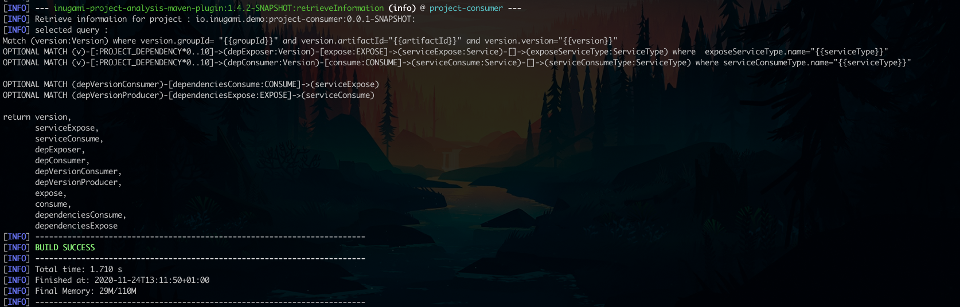 [INFO] --- inugami-project-analysis-maven-plugin:1.4.2-SNAPSHOT:retrieveInformation (info) @ project-consumer ---
[INFO] Retrieve information for project : io.inugami.demo:project-consumer:0.0.1-SNAPSHOT:
[INFO] selected query :
Match (version:Version) where version.groupId= "{{groupId}}" and version.artifactId="{{artifactId}}" and version.version="{{version}}"
OPTIONAL MATCH (v)-[:PROJECT_DEPENDENCY*0..10]->(depExposer:Version)-[expose:EXPOSE]->(serviceExpose:Service)-[]->(exposeServiceType:ServiceType) where  exposeServiceType.name="{{serviceType}}"
OPTIONAL MATCH (v)-[:PROJECT_DEPENDENCY*0..10]->(depConsumer:Version)-[consume:CONSUME]->(serviceConsume:Service)-[]->(serviceConsumeType:ServiceType) where serviceConsumeType.name="{{serviceType}}"
OPTIONAL MATCH (depVersionConsumer)-[dependenciesConsume:CONSUME]->(serviceExpose)
OPTIONAL MATCH (depVersionProducer)-[dependenciesExpose:EXPOSE]->(serviceConsume)
return version,
serviceExpose,
serviceConsume,
depExposer,
depConsumer,
depVersionConsumer,
depVersionProducer,
expose,
consume,
dependenciesConsume,
dependenciesExpose
[INFO] ------------------------------------------------------------------------
[INFO] BUILD SUCCESS
[INFO] ------------------------------------------------------------------------
[INFO] Total time: 1.710 s
[INFO] Finished at: 2020-11-24T13:11:50+01:00
[INFO] Final Memory: 29M/110M
[INFO] ------------------------------------------------------------------------